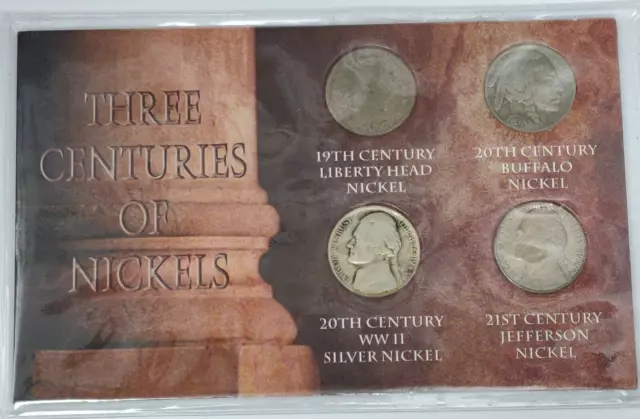 THREE
CENTURIES
OF
NICKELS
19TH CENTURY
LIBERTY HEAD
NICKEL
20TH CENTURY
BUFFALO
NICKEL
20TH CENTURY
WW II
SILVER NICKEL
21ST CENTURY
JEFFERSON
NICKEL